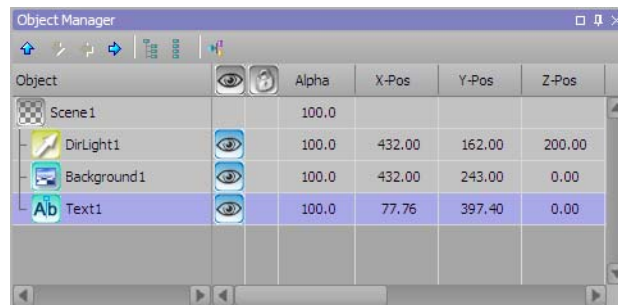 Object Manager
Object Alpha X-Pos Y-Pos Z-Pos
Scene1 100.0
DirLight1 100.0 432.00 162.00 200.00
Background1 100.0 432.00 243.00 0.00
Ab Text1 100.0 77.76 397.40 0.00